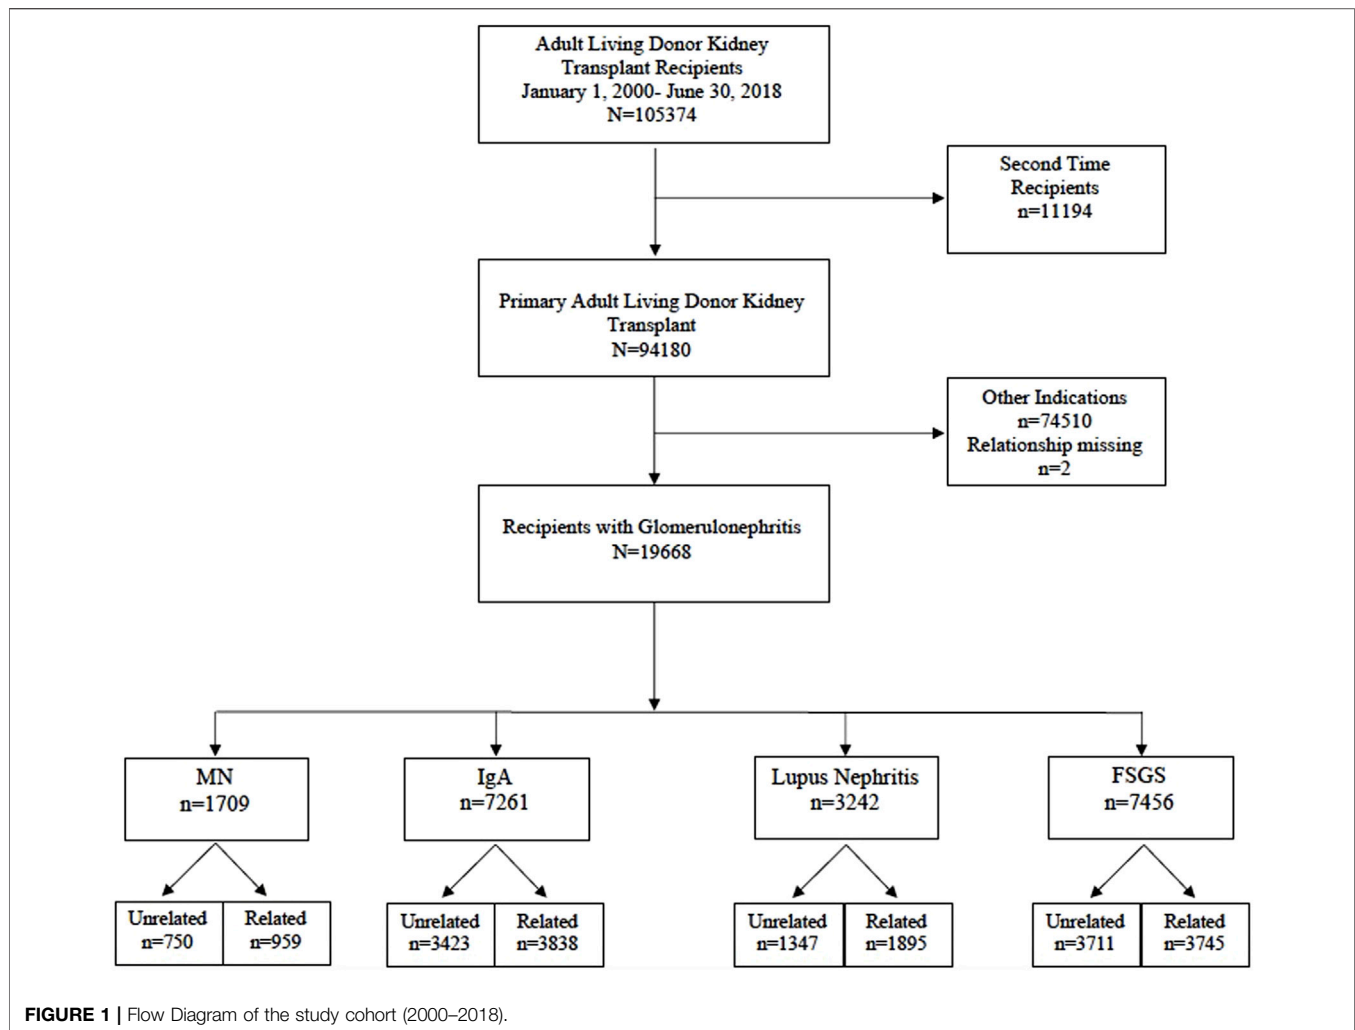 Adult Living Donor Kidney
Transplant Recipients
January 1, 2000- June 30, 2018
N=105374
Second Time
Recipients
n=11194
Primary Adult Living Donor Kidney
Transplant
N=94180
Other Indications
n=74510
Relationship missing
n=2
Recipients with Glomerulonephritis
N=19668
MN
n=1709
IgA
n=7261
Lupus Nephritis
n=3242
FSGS
n=7456
Unrelated
n=750
Related
n=959
Unrelated
n=3423
Related
n=3838
Unrelated
n=1347
Related
n=1895
Unrelated
n=3711
Related
n=3745
FIGURE 1 | Flow Diagram of the study cohort (2000–2018).